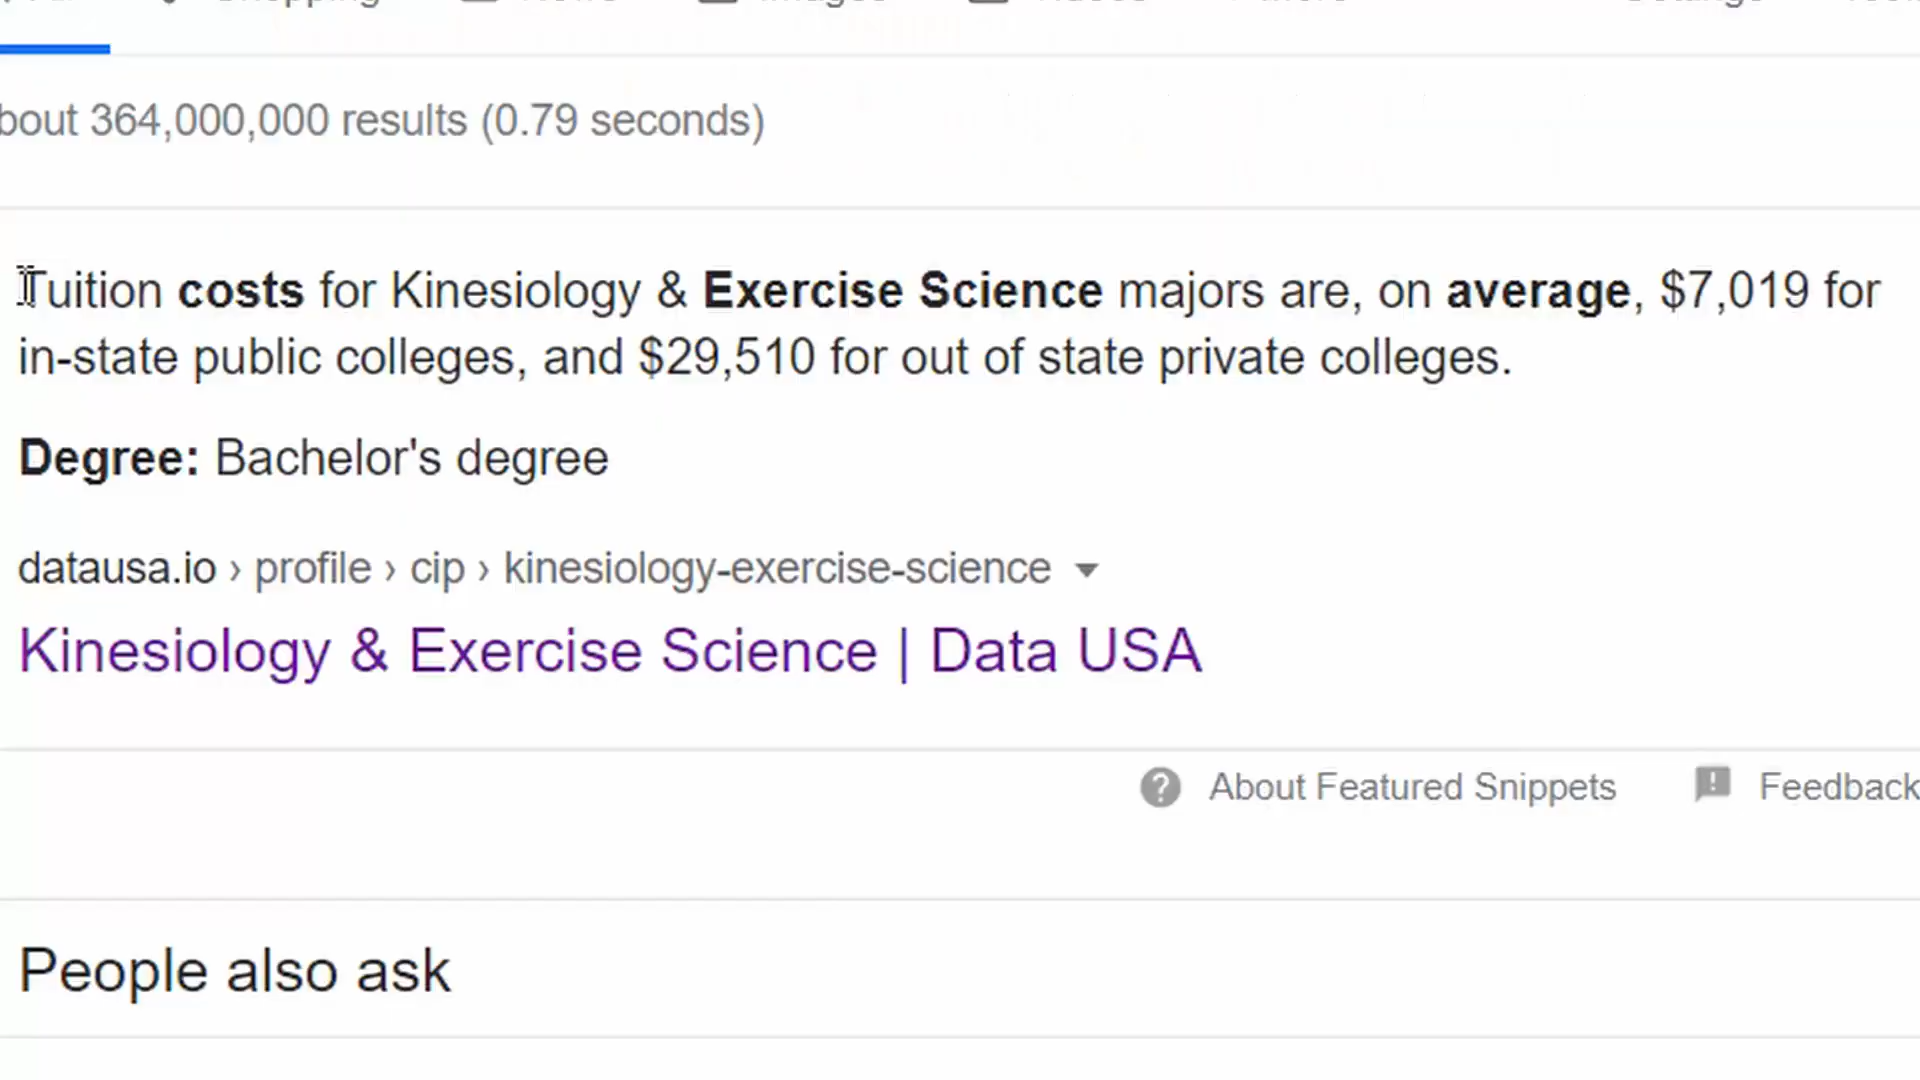 bout 364,000,000 results (0.79 seconds)
Tuition costs for Kinesiology & Exercise Science majors are, on average, $7,019 for
in-state public colleges, and $29,510 for out of state private colleges.
Degree: Bachelor's degree
datausa.io › profile › cip › kinesiology-exercise-science
Kinesiology & Exercise Science | Data USA
About Featured Snippets Feedback
People also ask